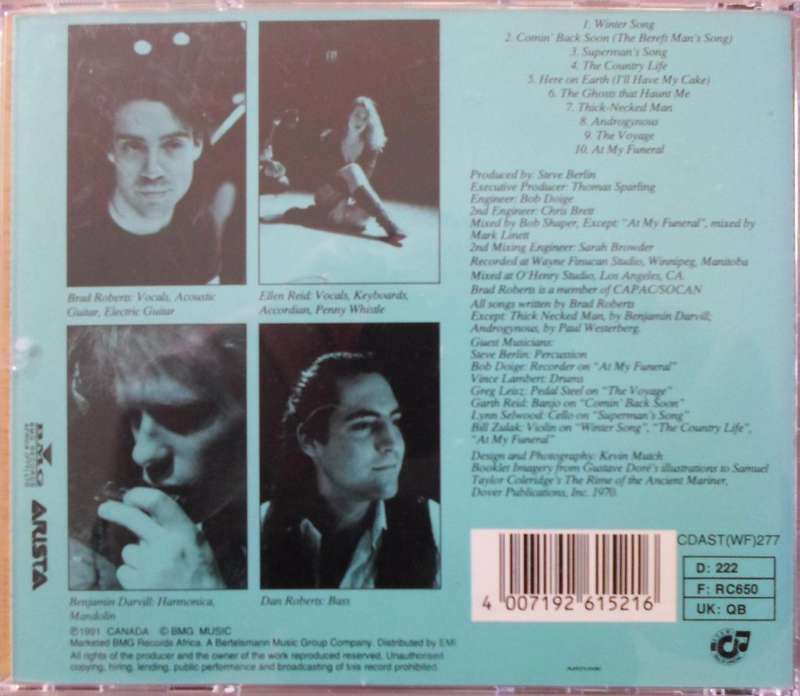 1. Winter Song
2. Comin' Back Soon (The Bereft Man's Song)
3. Superman's Song
4. The Country Life
5. Here on Earth (I'll Have My Cake)
6. The Ghosts that Haunt Me
7. Thick-Necked Man
8. Androgynous
9. The Voyage
10. At My Funeral
Brad Roberts: Vocals, Acoustic
Guitar, Electric Guitar
Ellen Reid: Vocals, Keyboards,
Accordian, Penny Whistle
Benjamin Darvill: Harmonica,
Mandolin
Dan Roberts: Bass
Produced by: Steve Berlin
Executive Producer: Thomas Sparling
Engineer: Bob Doige
2nd Engineer: Chris Brett
Mixed by Bob Shaper, Except: "At My Funeral", mixed by
Mark Linett
2nd Mixing Engineer: Sarah Browder
Recorded at Wayne Finucan Studio, Winnipeg, Manitoba
Mixed at O'Henry Studio, Los Angeles, CA.
Brad Roberts is a member of CAPAC/SOCAN
All songs written by Brad Roberts
Except: Thick Necked Man, by Benjamin Darvill;
Androgynous, by Paul Westerberg.
Guest Musicians:
Steve Berlin: Percussion
Bob Doige: Recorder on "At My Funeral"
Vince Lambert: Drums
Greg Leisz: Pedal Steel on "The Voyage"
Garth Reid: Banjo on "Comin' Back Soon"
Lynn Selwood: Cello on "Superman's Song"
Bill Zulak: Violin on "Winter Song", "The Country Life",
"At My Funeral"
Design and Photography: Kevin Mutch
Booklet Imagery from Gustave Doré's illustrations to Samuel
Taylor Coleridge's The Rime of the Ancient Mariner,
Dover Publications, Inc. 1970.
BMG
ARISTA
CDAST(WF)277
D: 222
F: RC650
UK: QB
4 007192 615216
℗1991 CANADA © BMG MUSIC
Marketed BMG Records Africa. A Bertelsmann Music Group Company. Distributed by EMI
All rights of the producer and of the owner of the work reproduced reserved. Unauthorised
copying, hiring, lending, public performance and broadcasting of this record prohibited.